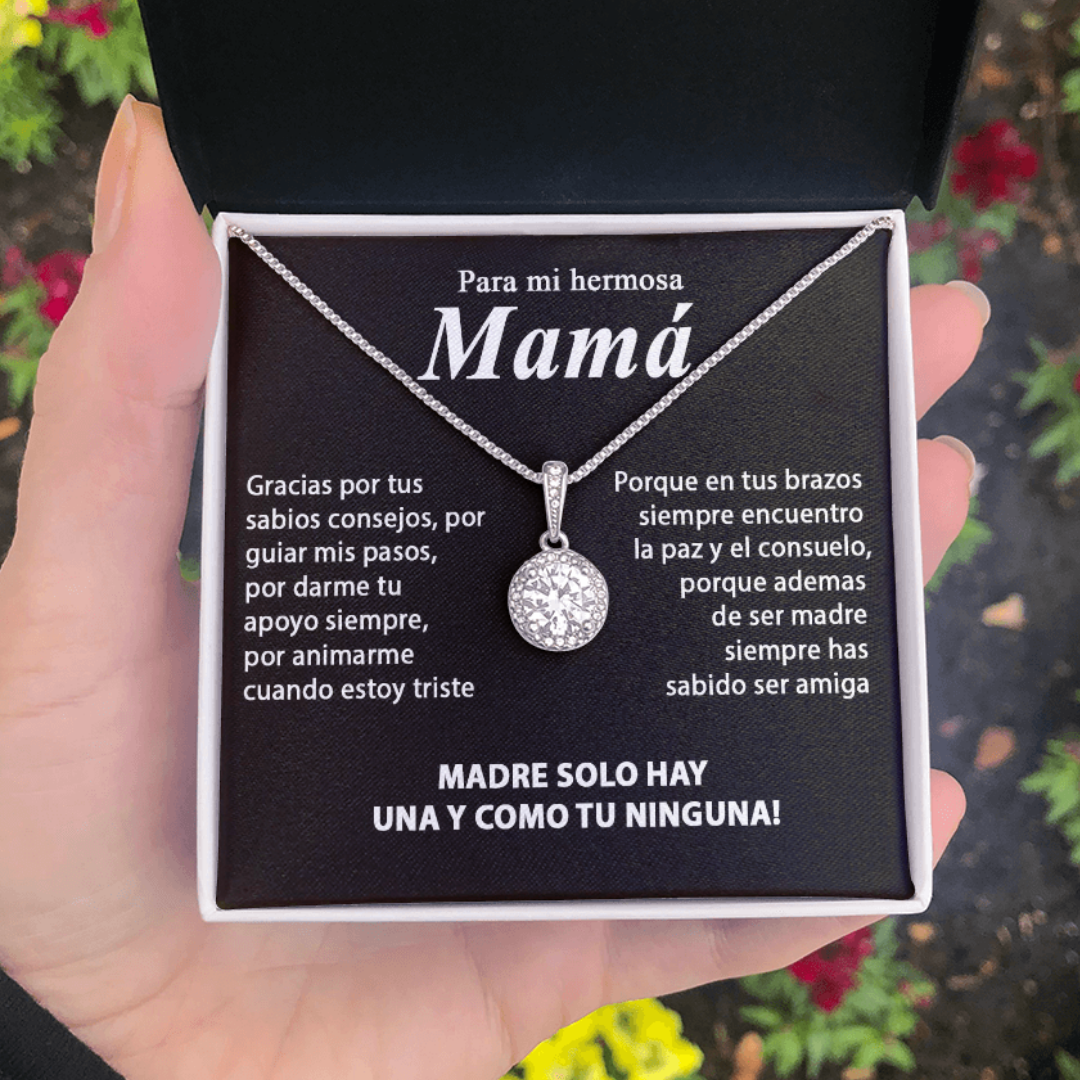 Para mi hermosa
Mamá
Gracias por tus
sabios consejos, por
guiar mis pasos,
por darme tu
apoyo siempre,
por animarme
cuando estoy triste
Porque en tus brazos
siempre encuentro
la paz y el consuelo,
porque ademas
de ser madre
siempre has
sabido ser amiga
MADRE SOLO HAY
UNA Y COMO TU NINGUNA!